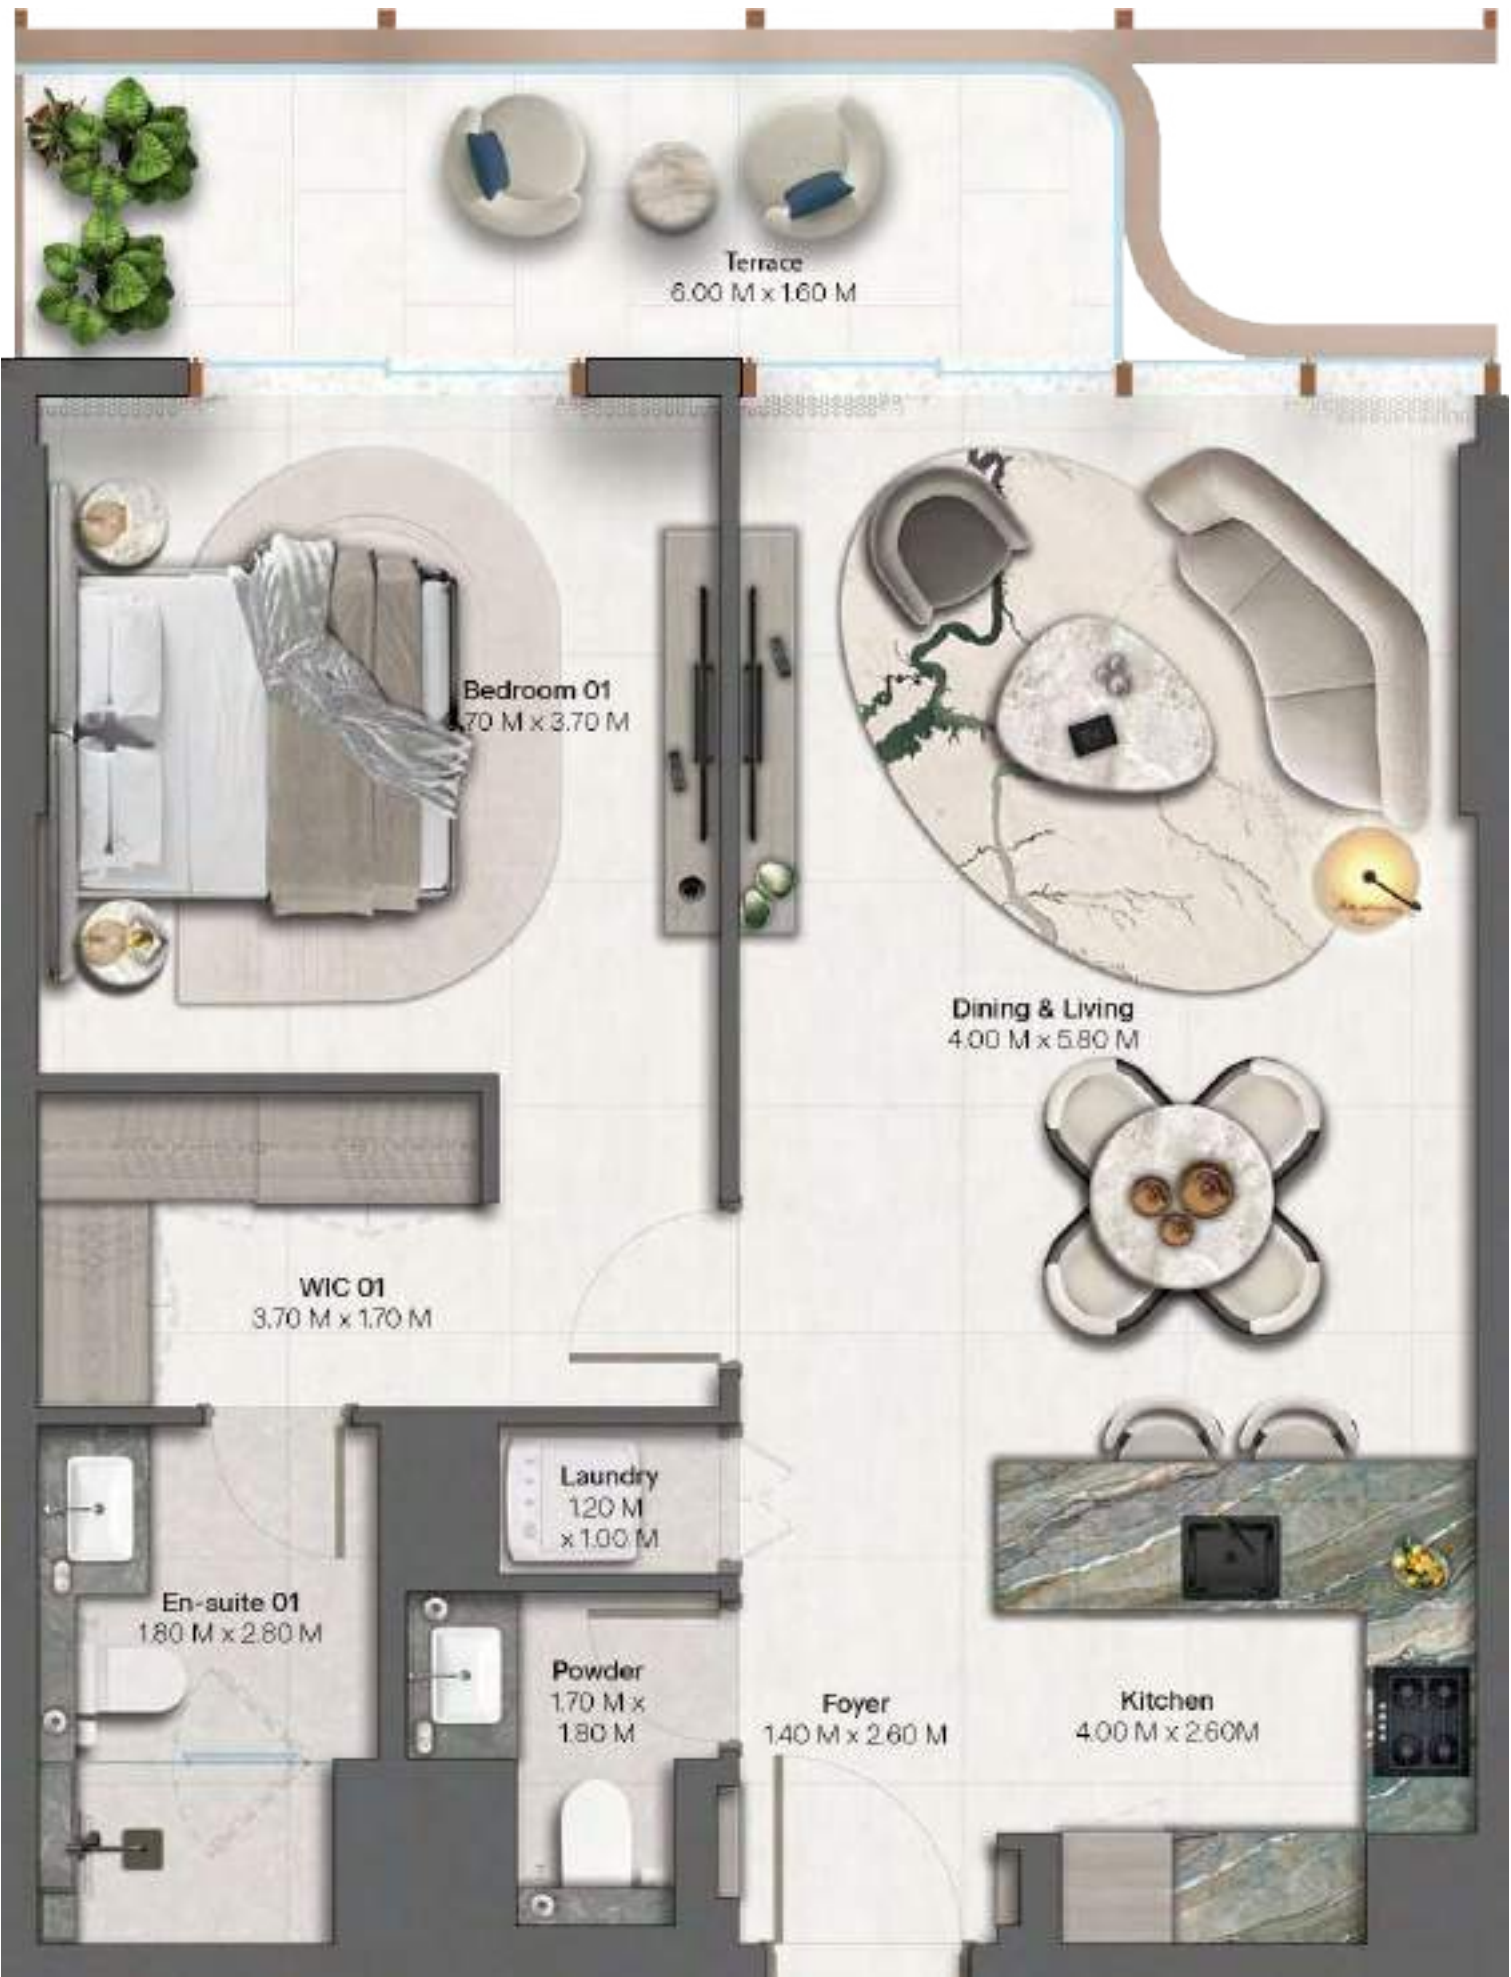 Terrace
6.00 M x 1.60 M
Bedroom 01
.70 M x 3.70 M
Dining & Living
4.00 M x 5.80 M
WIC 01
3.70 M x 1.70 M
Laundry
1.20 M
x 1.00 M
En-suite 01
1.80 M x 2.80 M
Powder
1.70 M x
1.80 M
Foyer
1.40 M x 2.60 M
Kitchen
4.00 M x 2.60M